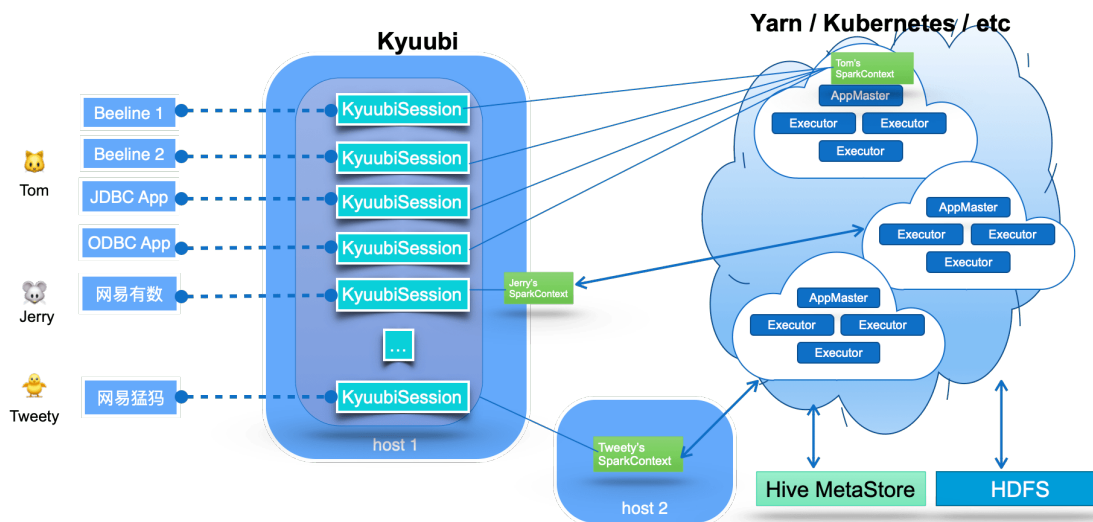 Kyuubi
Yarn / Kubernetes / etc
Tom's
SparkContext
AppMaster
Executor
Executor
Executor
Beeline 1
KyuubiSession
Beeline 2
KyuubiSession
Tom
JDBC App
KyuubiSession
ODBC App
KyuubiSession
AppMaster
Executor
Executor
Executor
网易有数
KyuubiSession
Jerry's
SparkContext
Jerry
AppMaster
Executor
Executor
Executor
...
网易猛犸
KyuubiSession
Tweety
host 1
Tweety's
SparkContext
host 2
Hive MetaStore
HDFS